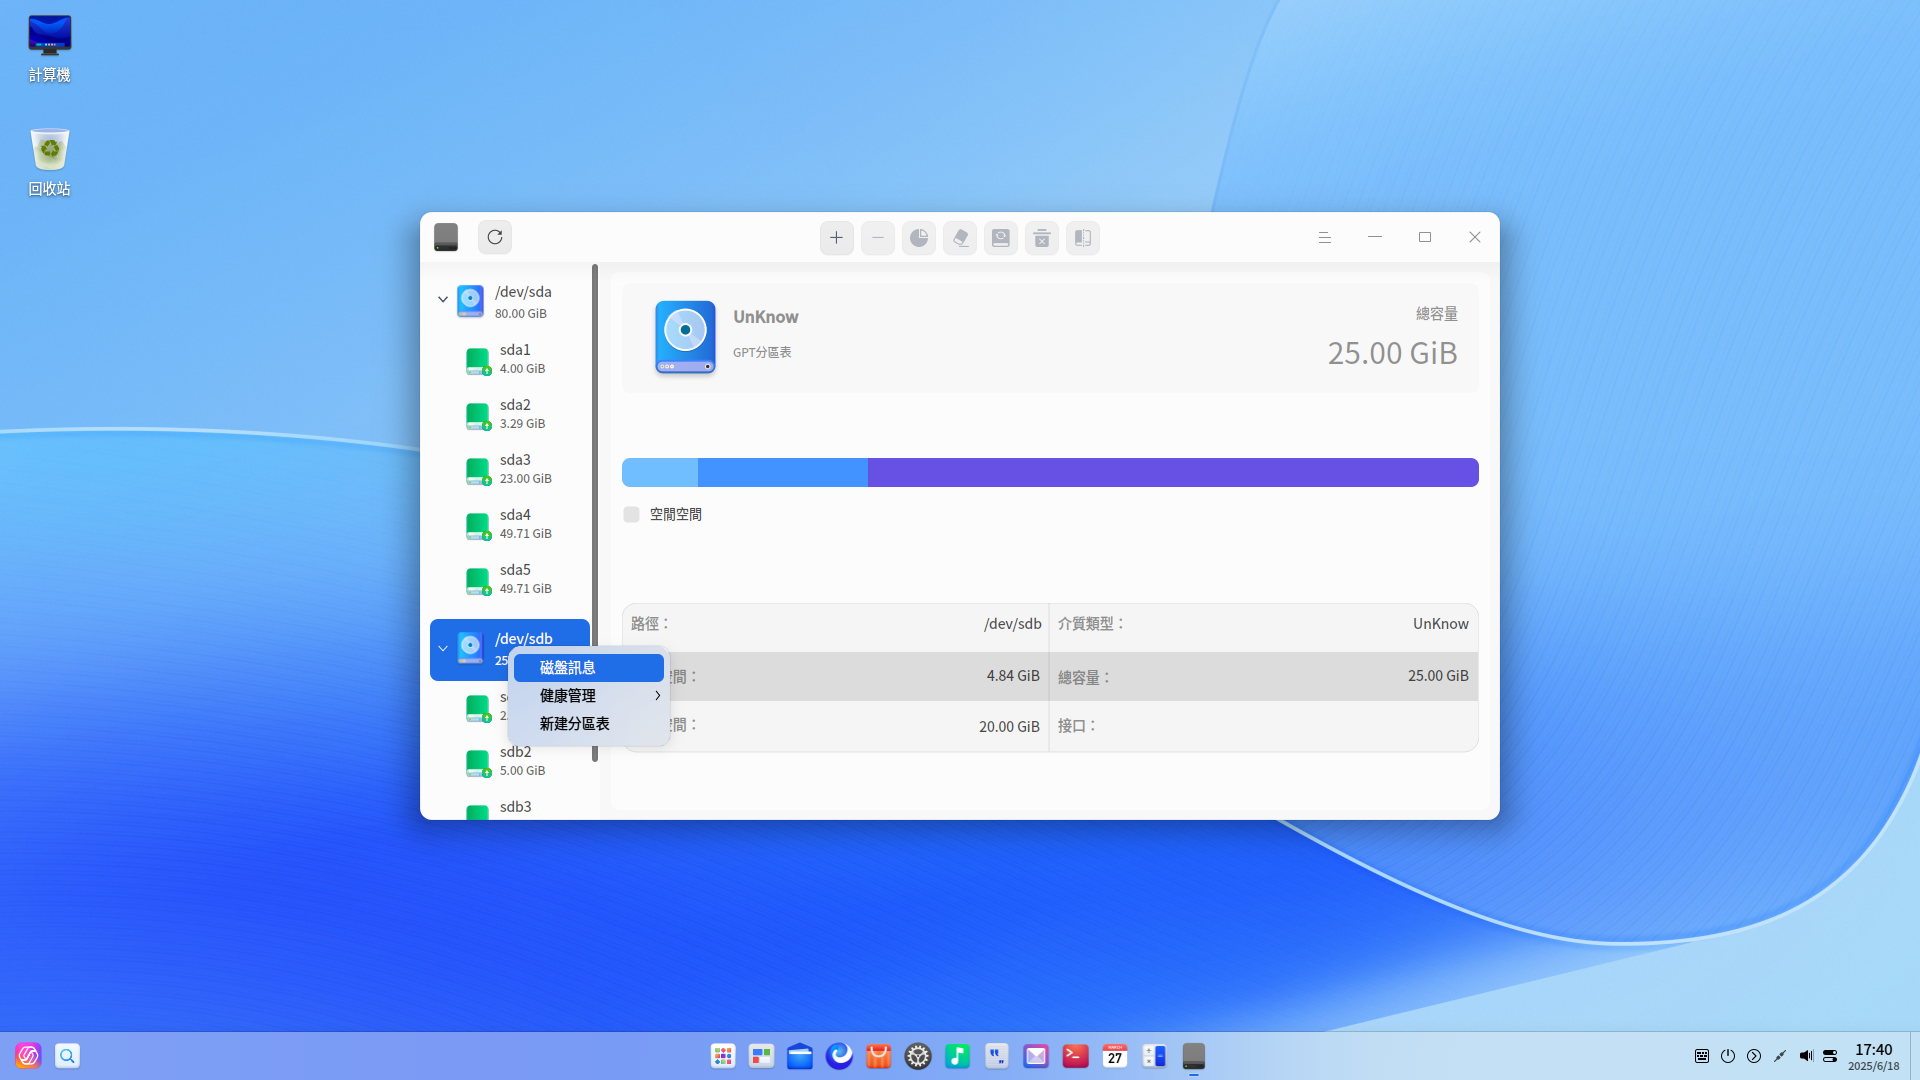 計算機
回收站
/dev/sda
80.00 GiB
sda1
4.00 GiB
sda2
3.29 GiB
sda3
23.00 GiB
sda4
49.71 GiB
sda5
49.71 GiB
/dev/sdb
25
磁盤訊息
健康管理
新建分區表
sdb2
5.00 GiB
sdb3
UnKnow
GPT分區表
總容量
25.00 GiB
空閒空間
路徑：
/dev/sdb
介質類型：
UnKnow
間：
4.84 GiB
總容量：
25.00 GiB
間：
20.00 GiB
接口：
MARCH
27
17:40
2025/6/18